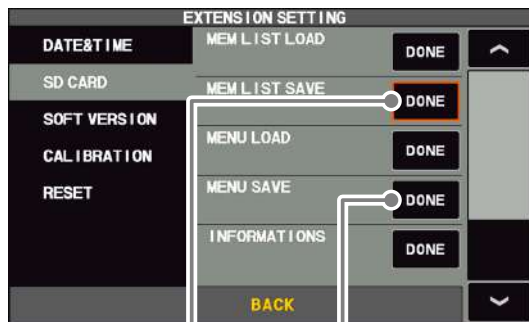 EXTENSION SETTING
DATE&TIME
SD CARD
SOFT VERSION
CALIBRATION
RESET
MEM LIST LOAD DONE
MEM LIST SAVE DONE
MENU LOAD DONE
MENU SAVE DONE
INFORMATIONS DONE
BACK